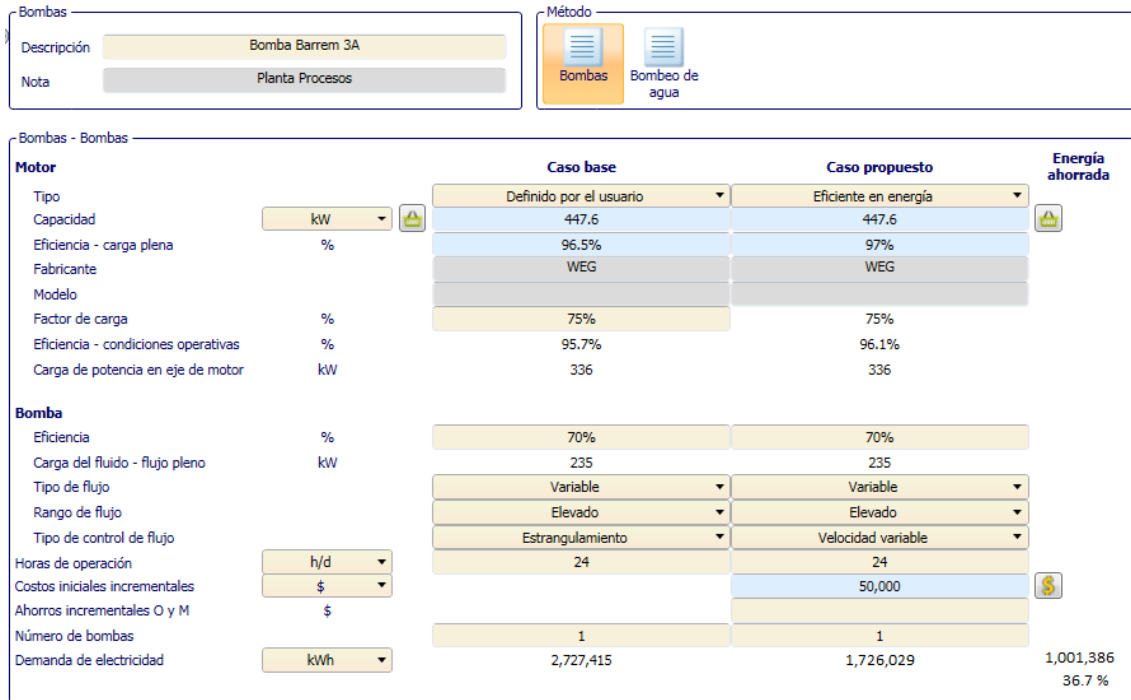 Bombas
Descripción Bomba Barrem 3A
Nota Planta Procesos
Método
Bombas
Bombeo de agua
Bombas - Bombas
Motor Caso base Caso propuesto Energía ahorrada
Tipo Definido por el usuario Eficiente en energía
Capacidad kW 447.6 447.6
Eficiencia - carga plena % 96.5% 97%
Fabricante WEG WEG
Modelo
Factor de carga % 75% 75%
Eficiencia - condiciones operativas % 95.7% 96.1%
Carga de potencia en eje de motor kW 336 336
Bomba
Eficiencia % 70% 70%
Carga del fluido - flujo pleno kW 235 235
Tipo de flujo Variable Variable
Rango de flujo Elevado Elevado
Tipo de control de flujo Estrangulamiento Velocidad variable
Horas de operación h/d 24 24
Costos iniciales incrementales $ 50,000 $
Ahorros incrementales O y M $
Número de bombas 1 1
Demanda de electricidad kWh 2,727,415 1,726,029 1,001,386
36.7 %